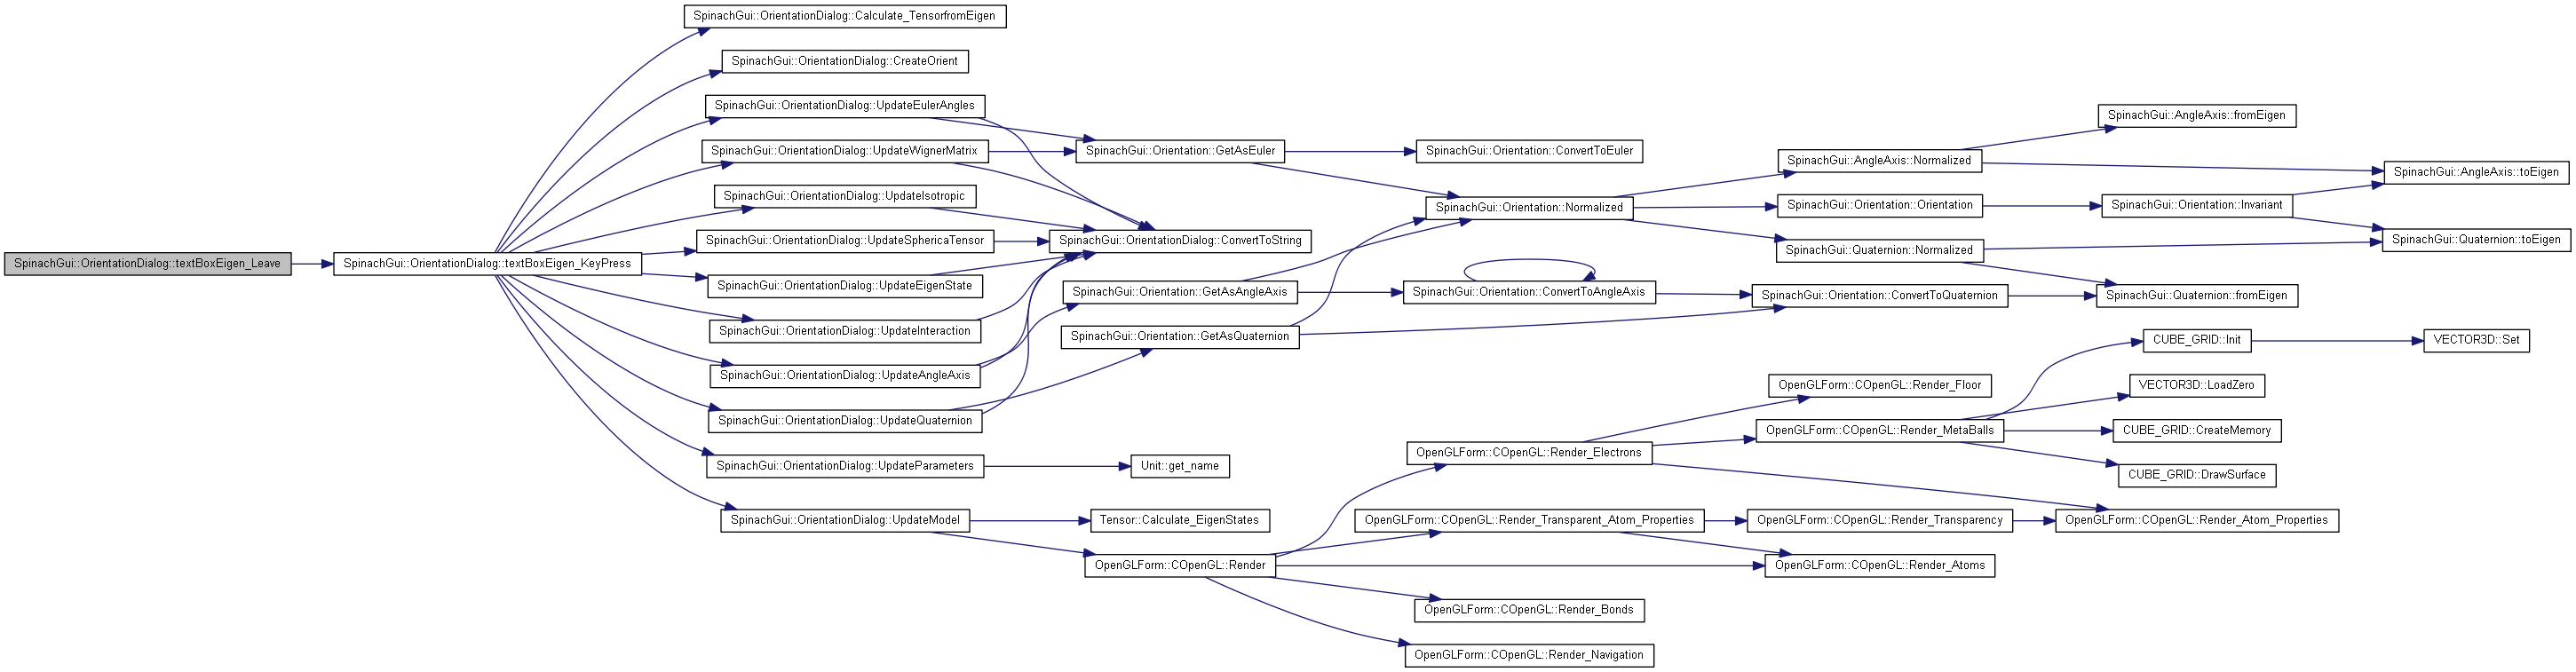 SpinachGui::OrientationDialog::textBoxEigen_Leave
SpinachGui::OrientationDialog::textBoxEigen_KeyPress
SpinachGui::OrientationDialog::Calculate_TensorfromEigen
SpinachGui::OrientationDialog::CreateOrient
SpinachGui::OrientationDialog::UpdateEulerAngles
SpinachGui::OrientationDialog::UpdateWignerMatrix
SpinachGui::OrientationDialog::UpdateIsotropic
SpinachGui::OrientationDialog::UpdateSphericaTensor
SpinachGui::OrientationDialog::UpdateEigenState
SpinachGui::OrientationDialog::UpdateInteraction
SpinachGui::OrientationDialog::UpdateAngleAxis
SpinachGui::OrientationDialog::UpdateQuaternion
SpinachGui::OrientationDialog::UpdateParameters
SpinachGui::OrientationDialog::UpdateModel
SpinachGui::Orientation::GetAsEuler
SpinachGui::OrientationDialog::ConvertToString
SpinachGui::Orientation::GetAsAngleAxis
SpinachGui::Orientation::GetAsQuaternion
Unit::get_name
Tensor::Calculate_EigenStates
OpenGLForm::COpenGL::Render
SpinachGui::Orientation::ConvertToEuler
SpinachGui::Orientation::Normalized
SpinachGui::Orientation::ConvertToAngleAxis
OpenGLForm::COpenGL::Render_Electrons
OpenGLForm::COpenGL::Render_Transparent_Atom_Properties
OpenGLForm::COpenGL::Render_Bonds
OpenGLForm::COpenGL::Render_Navigation
SpinachGui::AngleAxis::Normalized
SpinachGui::Orientation::Orientation
SpinachGui::Quaternion::Normalized
SpinachGui::Orientation::ConvertToQuaternion
OpenGLForm::COpenGL::Render_Floor
OpenGLForm::COpenGL::Render_MetaBalls
OpenGLForm::COpenGL::Render_Transparency
OpenGLForm::COpenGL::Render_Atoms
SpinachGui::AngleAxis::fromEigen
SpinachGui::Orientation::Invariant
SpinachGui::Quaternion::fromEigen
CUBE_GRID::Init
VECTOR3D::LoadZero
CUBE_GRID::CreateMemory
CUBE_GRID::DrawSurface
OpenGLForm::COpenGL::Render_Atom_Properties
SpinachGui::AngleAxis::toEigen
SpinachGui::Quaternion::toEigen
VECTOR3D::Set